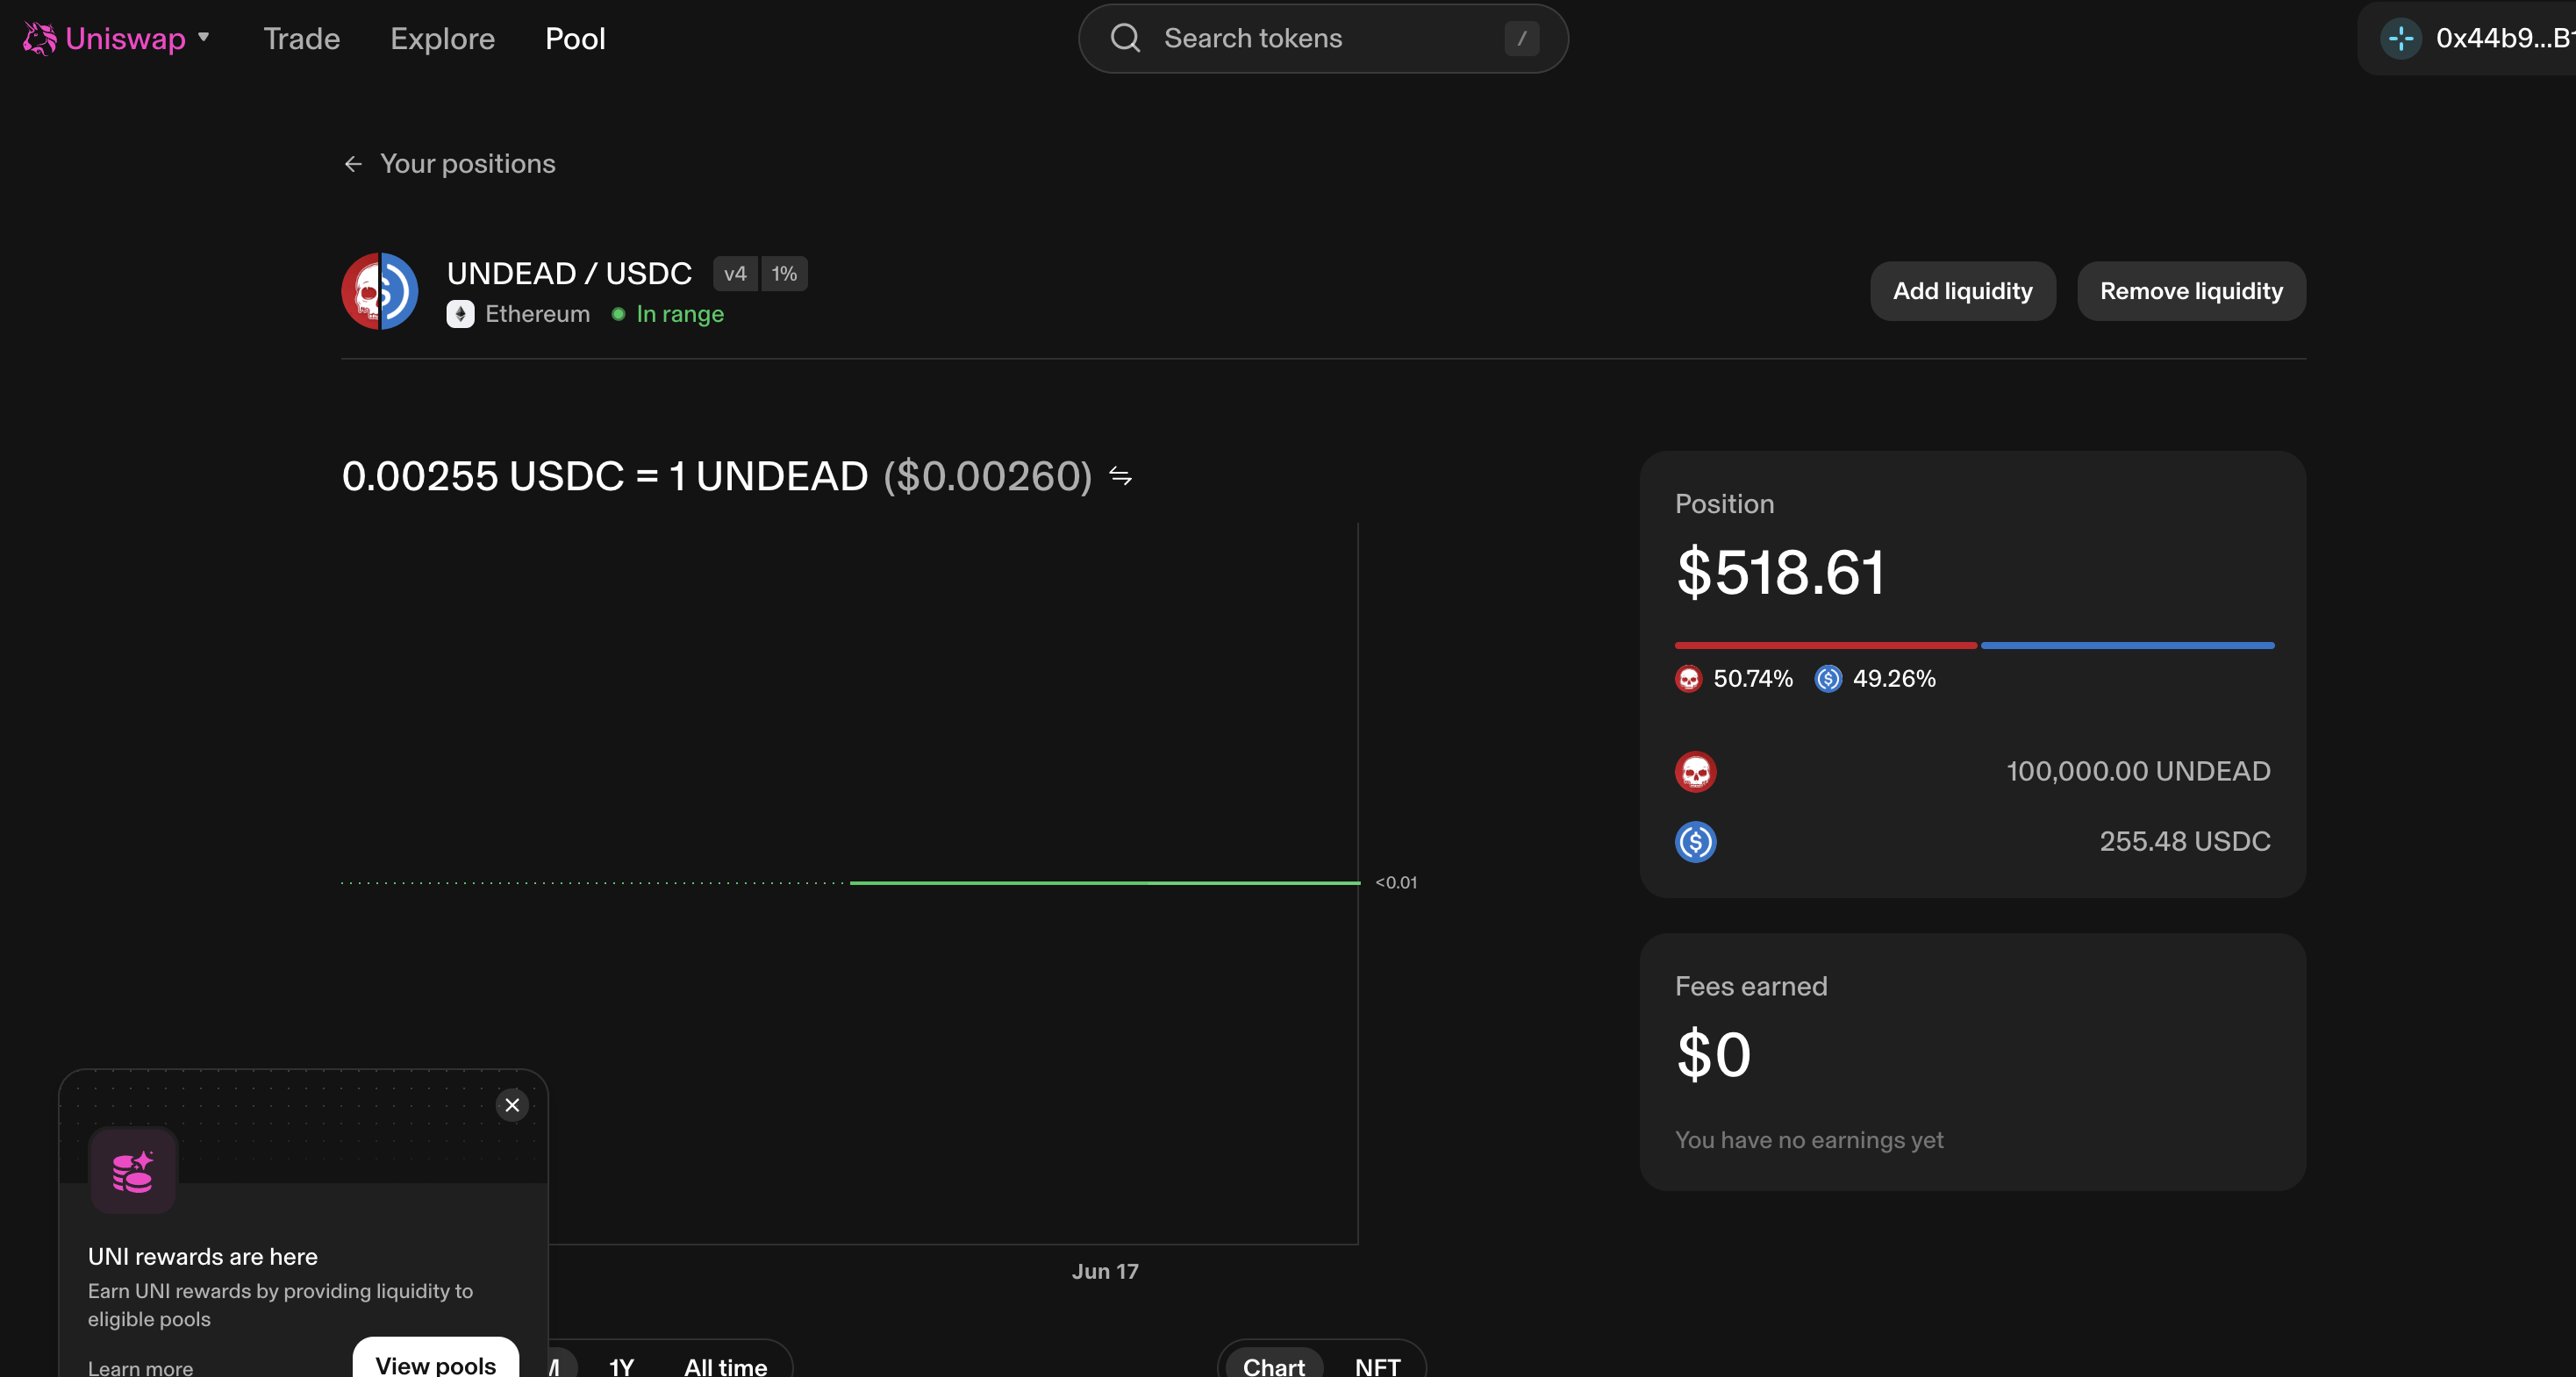 Uniswap Trade Explore Pool Search tokens / 0x44b9...B
Your positions
UNDEAD / USDC v4 1%
Ethereum In range
Add liquidity Remove liquidity
0.00255 USDC = 1 UNDEAD ($0.00260)
<0.01
Jun 17
Position
$518.61
50.74% 49.26%
100,000.00 UNDEAD
255.48 USDC
Fees earned
$0
You have no earnings yet
UNI rewards are here
Earn UNI rewards by providing liquidity to
eligible pools
Learn more View pools
1Y All time Chart NFT